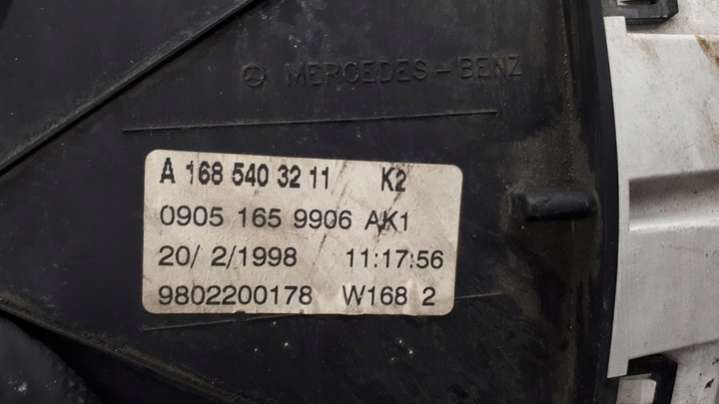 MERCEDES-BENZ
A 168 540 32 11 K2
0905 165 9906 AK1
20/ 2/1998 11:17:56
9802200178 W168 2